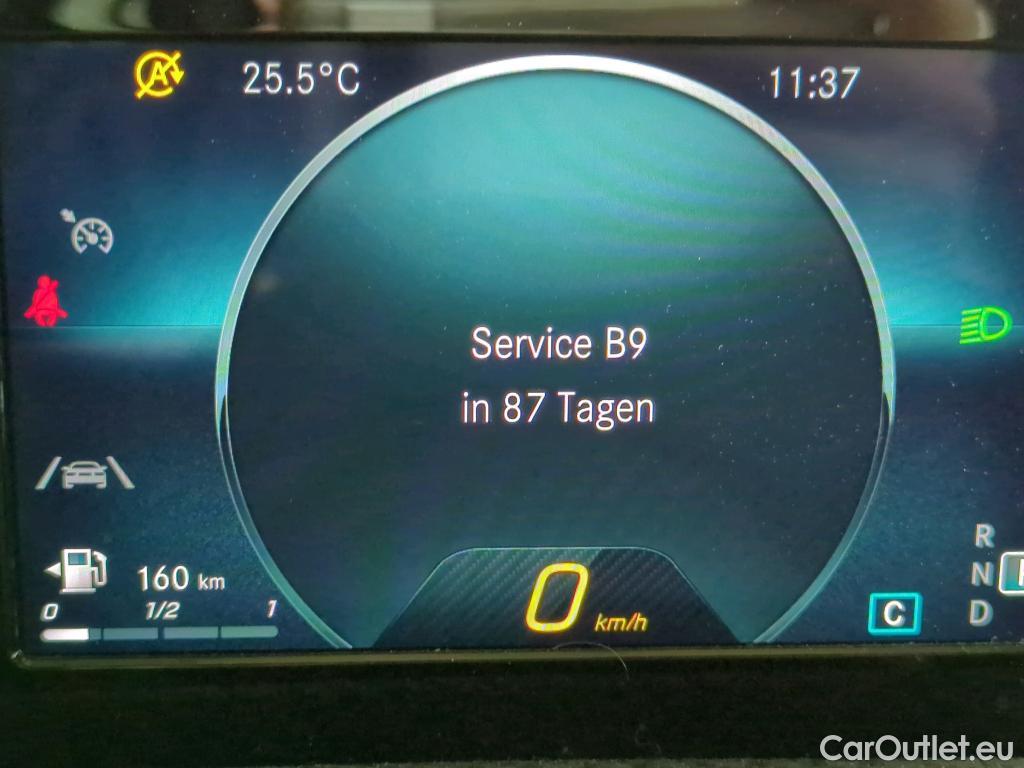 A 25.5°C 11:37
Service B9
in 87 Tagen
160 km
0 1/2 1
0 km/h
C
R
N
D
CarOutlet.eu